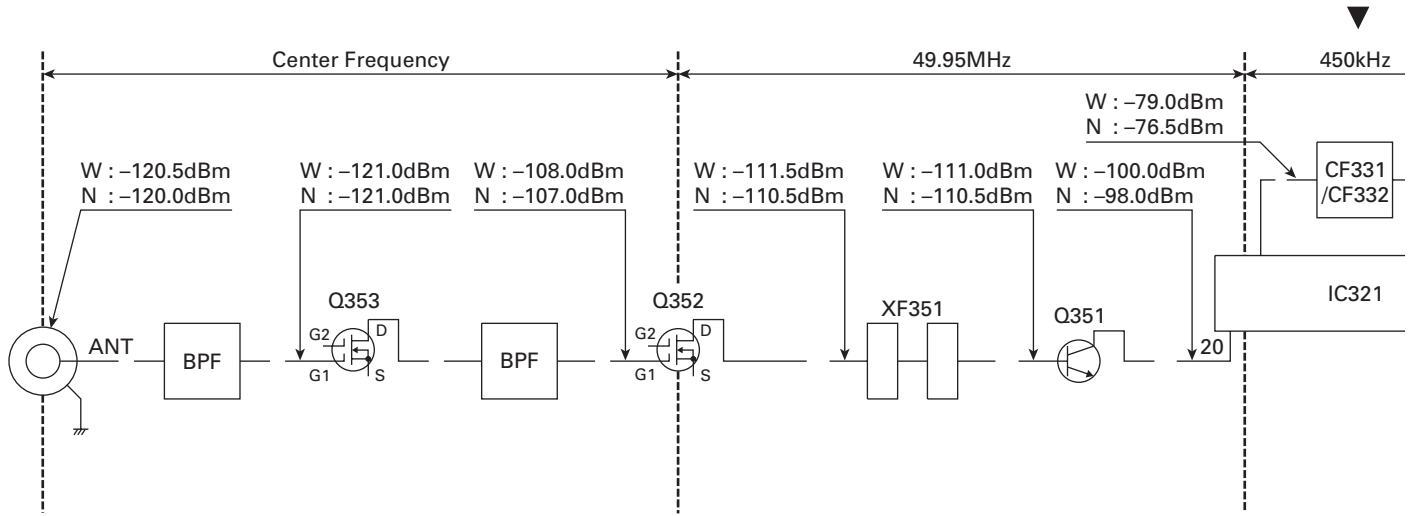 Center Frequency
49.95MHz
450kHz
W : –79.0dBm
N : –76.5dBm
W : –120.5dBm
N : –120.0dBm
W : –121.0dBm
N : –121.0dBm
W : –108.0dBm
N : –107.0dBm
W : –111.5dBm
N : –110.5dBm
W : –111.0dBm
N : –110.5dBm
W : –100.0dBm
N : –98.0dBm
CF331
/CF332
ANT
BPF
Q353
G2
D
G1
S
BPF
Q352
G2
D
G1
S
XF351
Q351
20
IC321